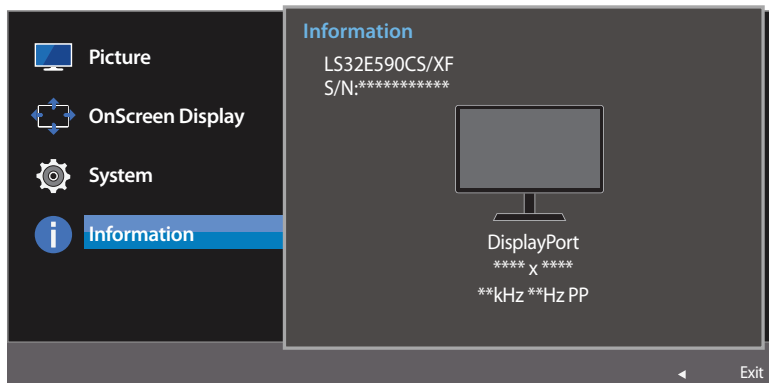 Picture
OnScreen Display
System
Information
Information
LS32E590CS/XF
S/N:***********
DisplayPort
**** x ****
**kHz **Hz PP
Exit